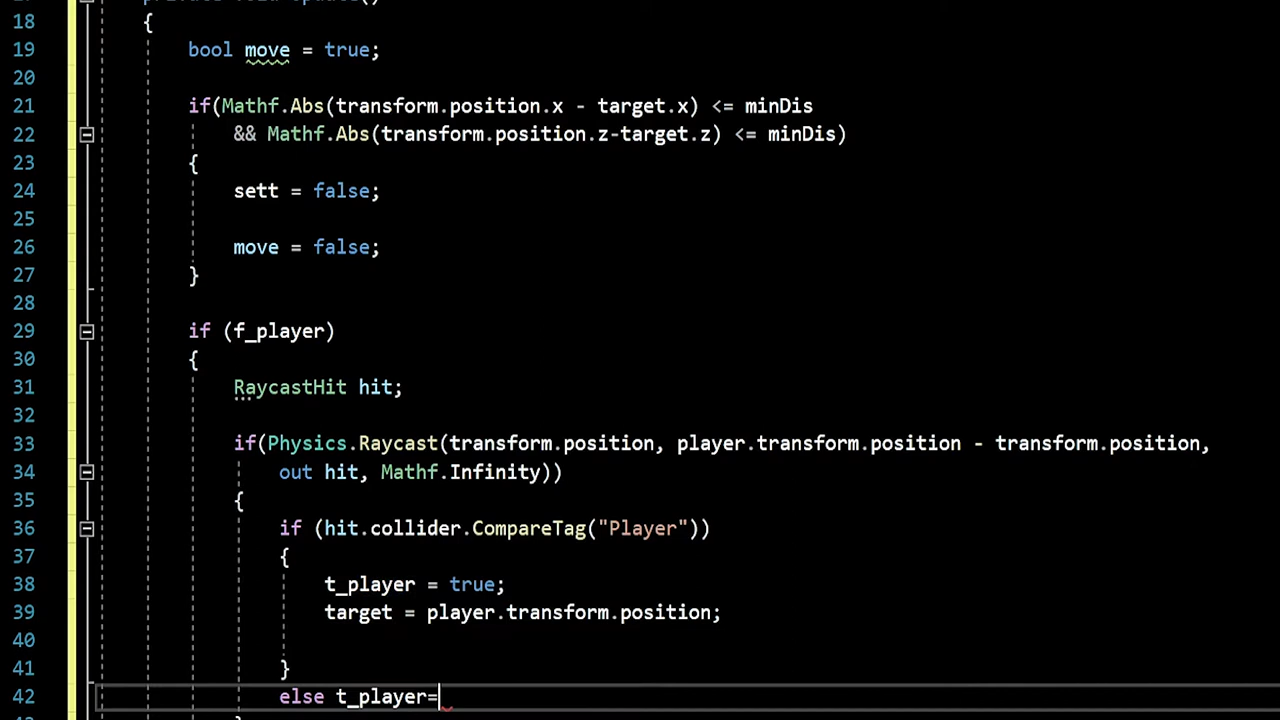 private void Update()
18 {
19 bool move = true;
20
21 if(Mathf.Abs(transform.position.x - target.x) <= minDis
22 && Mathf.Abs(transform.position.z-target.z) <= minDis)
23 {
24 sett = false;
25
26 move = false;
27 }
28
29 if (f_player)
30 {
31 RaycastHit hit;
32
33 if(Physics.Raycast(transform.position, player.transform.position - transform.position,
34 out hit, Mathf.Infinity))
35 {
36 if (hit.collider.CompareTag("Player"))
37 {
38 t_player = true;
39 target = player.transform.position;
40
41 }
42 else t_player=